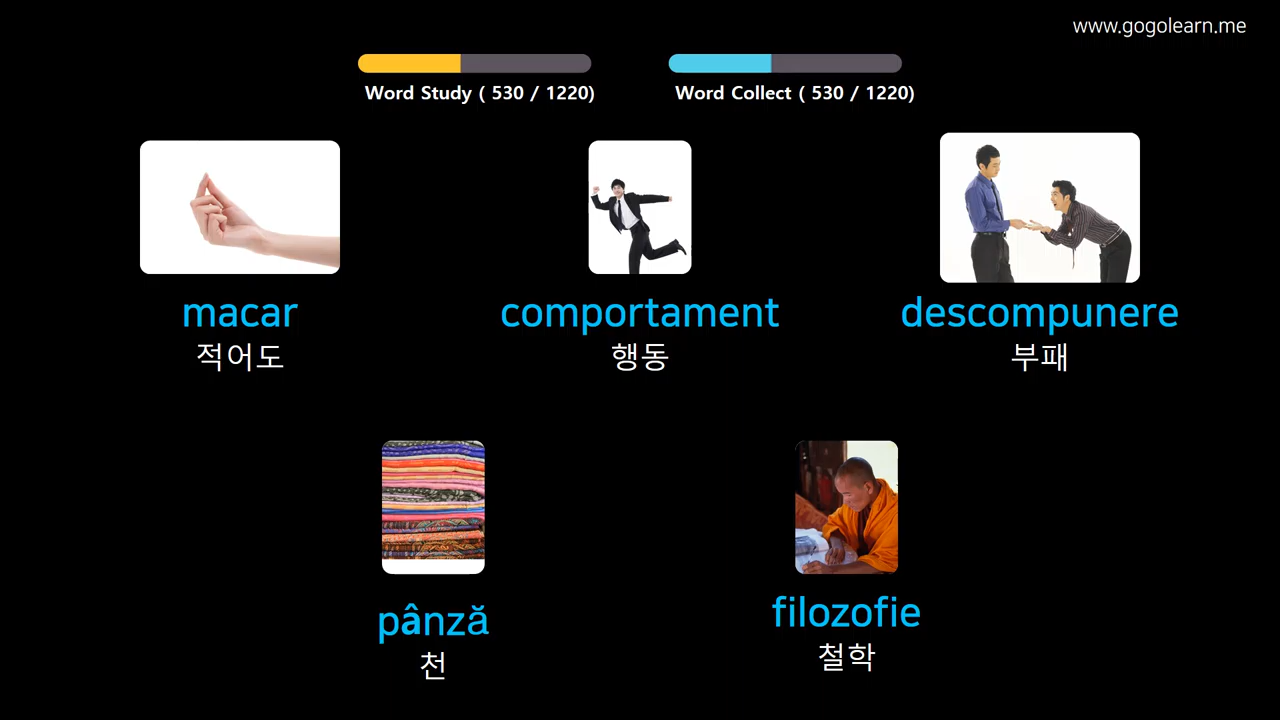 www.gogolearn.me
Word Study ( 530 / 1220)
Word Collect ( 530 / 1220)
macar
적어도
comportament
행동
descompunere
부패
pânză
천
filozofie
철학